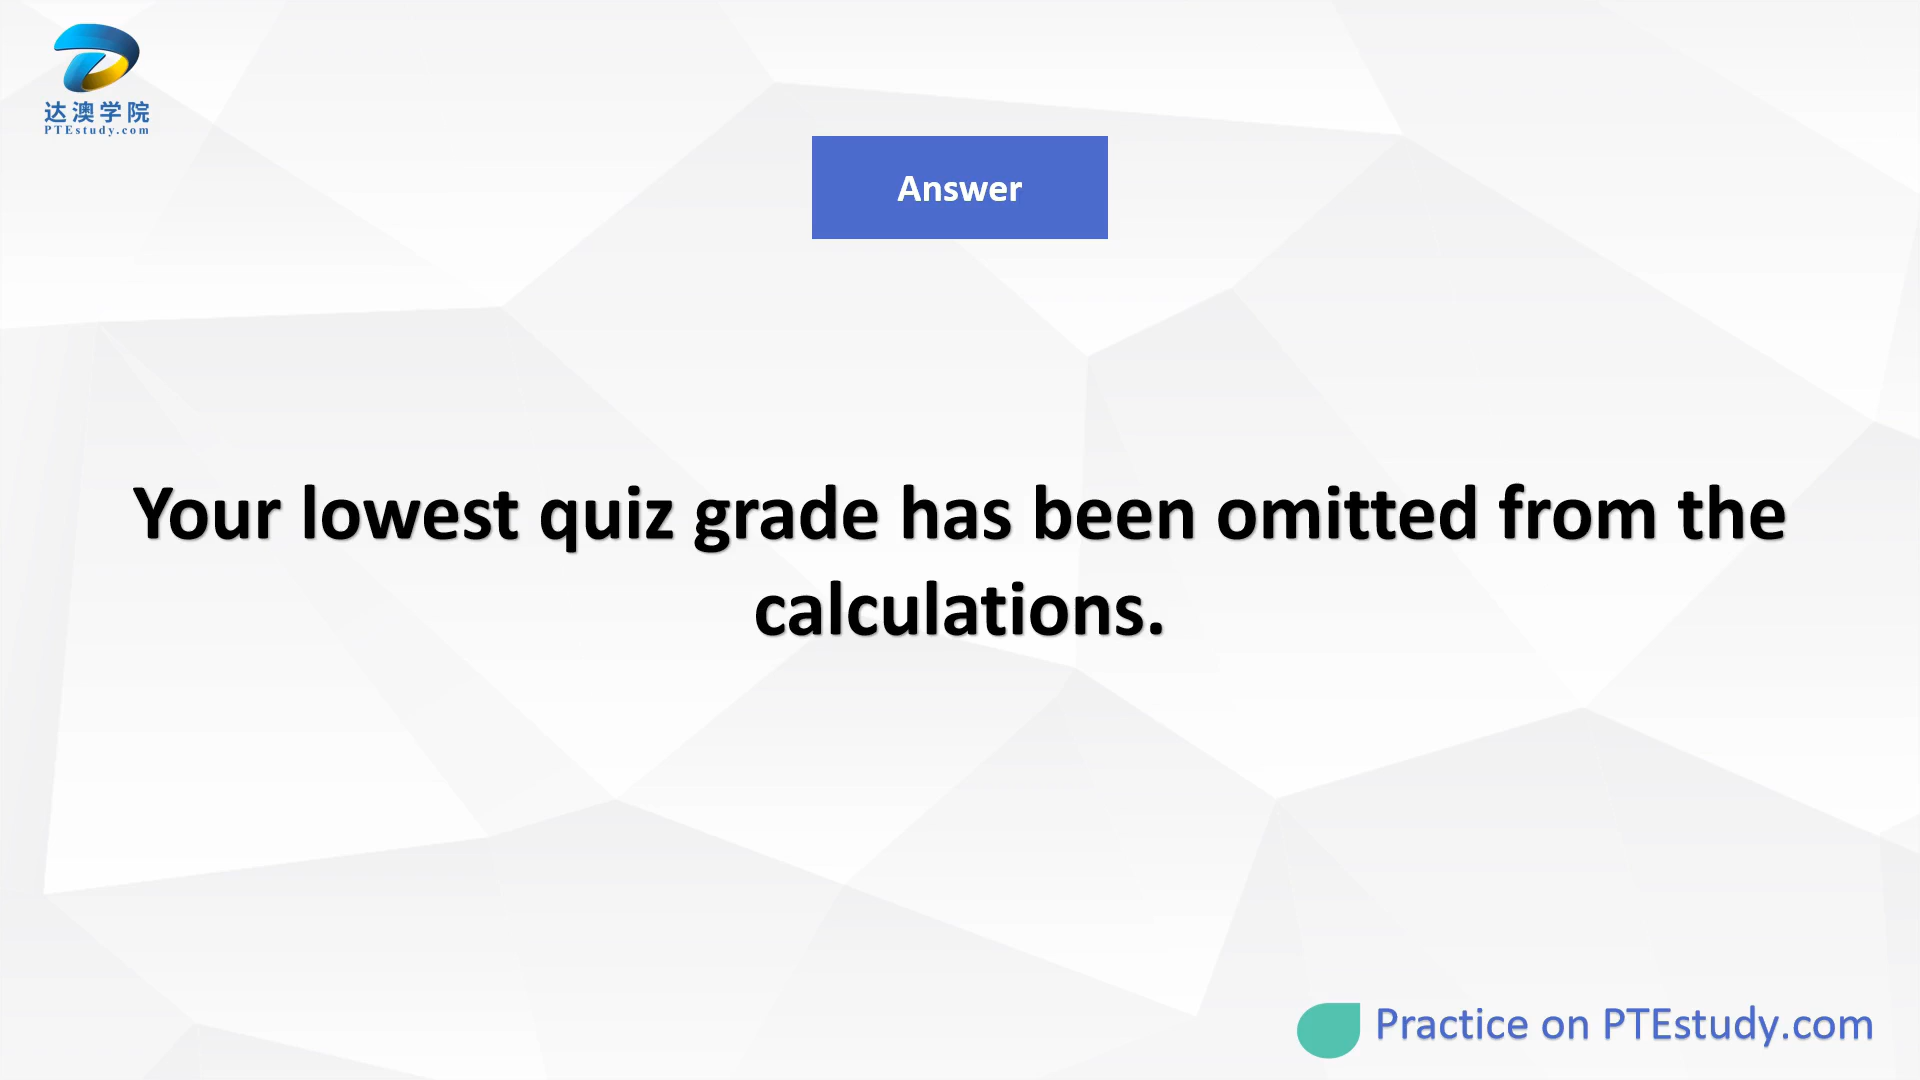 达澳学院
PTEstudy.com
Answer
Your lowest quiz grade has been omitted from the
calculations.
Practice on PTEstudy.com